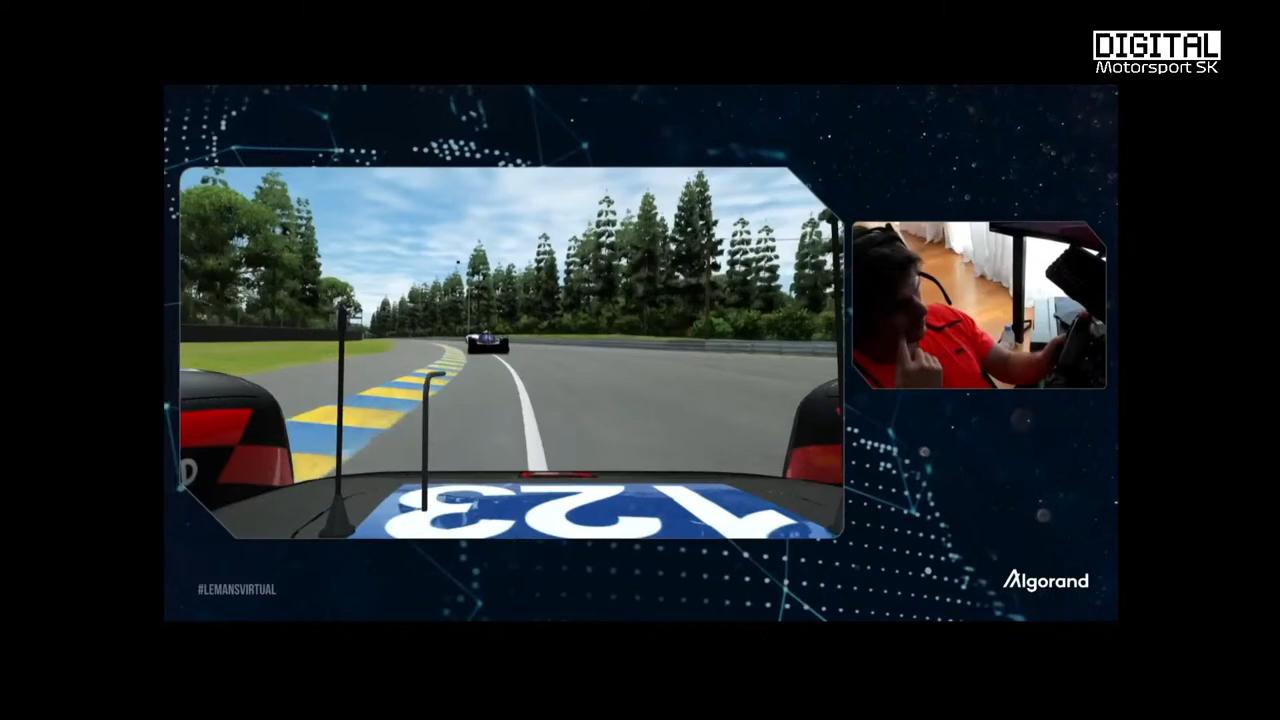 DIGITAL
Motorsport SK
D
123
#LEMANSVIRTUAL
Algorand